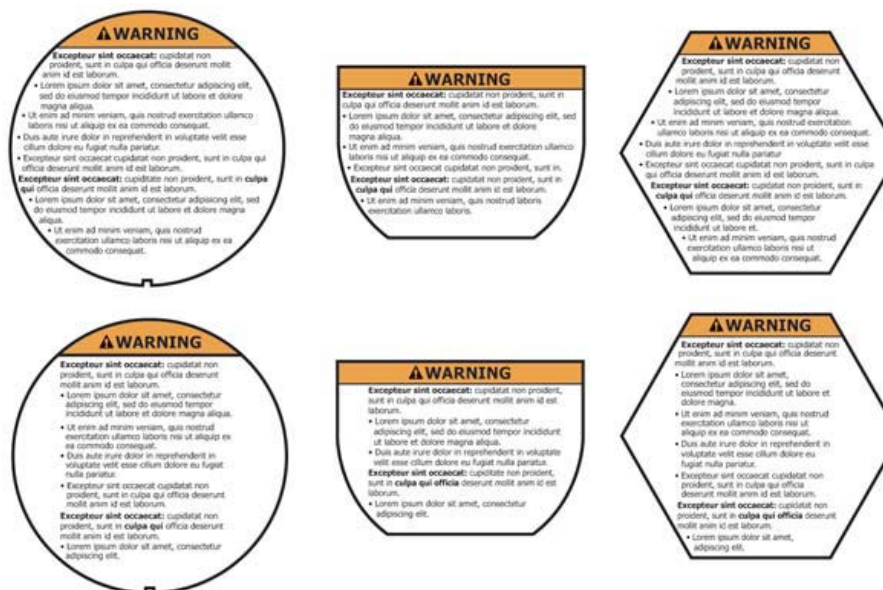 WARNING
Excepteur sint occaecat: cupidatat non
proident, sunt in culpa qui officia deserunt mollit
anim id est laborum.
• Lorem ipsum dolor sit amet, consectetur adipiscing elit,
sed do eiusmod tempor incididunt ut labore et dolore
magna aliqua.
• Ut enim ad minim veniam, quis nostrud exercitation ullamco
laboris nisi ut aliquip ex ea commodo consequat.
• Duis aute irure dolor in reprehenderit in voluptate velit esse
cillum dolore eu fugiat nulla pariatur.
• Excepteur sint occaecat cupidatat non proident, sunt in culpa qui
officia deserunt mollit anim id est laborum.
Excepteur sint occaecat: cupiditate non proident, sunt in culpa
qui officia deserunt mollit anim id est laborum.
• Lorem ipsum dolor sit amet, consectetur adipiscing elit, sed
do eiusmod tempor incididunt ut labore et dolore magna
aliqua.
• Ut enim ad minim veniam, quis nostrud
exercitation ullamco laboris nisi ut aliquip ex ea
commodo consequat.
WARNING
Excepteur sint occaecat: cupidatat non proident, sunt in
culpa qui officia deserunt mollit anim id est laborum.
• Lorem ipsum dolor sit amet, consectetur adipiscing elit, sed
do eiusmod tempor incididunt ut labore et dolore
magna aliqua.
• Ut enim ad minim veniam, quis nostrud exercitation ullamco
laboris nisi ut aliquip ex ea commodo consequat.
• Excepteur sint occaecat cupidatat non proident, sunt in.
Excepteur sint occaecat: cupidatat non proident, sunt in
culpa qui officia deserunt mollit anim id est laborum.
• Ut enim ad minim veniam, quis nostrud laboris
exercitation ullamco laboris.
WARNING
Excepteur sint occaecat: cupidatat non
proident, sunt in culpa qui officia deserunt
mollit anim id est laborum.
• Lorem ipsum dolor sit amet, consectetur
adipiscing elit, sed do eiusmod tempor
incididunt ut labore et dolore magna aliqua.
• Ut enim ad minim veniam, quis nostrud exercitation
ullamco laboris nisi ut aliquip ex ea commodo consequat.
• Duis aute irure dolor in reprehenderit in voluptate velit esse
cillum dolore eu fugiat nulla pariatur
• Excepteur sint occaecat cupidatat non proident, sunt in culpa
qui officia deserunt mollit anim id est laborum.
Excepteur sint occaecat: cupidatat non proident, sunt in
culpa qui officia deserunt mollit anim id est laborum.
• Lorem ipsum dolor sit amet, consectetur
adipiscing elit, sed do eiusmod tempor
incididunt ut labore et.
• Ut enim ad minim veniam, quis nostrud
exercitation ullamco laboris nisi ut
aliquip ex ea commodo consequat.
WARNING
Excepteur sint occaecat: cupidatat non
proident, sunt in culpa qui officia deserunt
mollit anim id est laborum.
• Lorem ipsum dolor sit amet, consectetur
adipiscing elit, sed do eiusmod tempor
incididunt ut labore et dolore magna aliqua.
• Ut enim ad minim veniam, quis nostrud
exercitation ullamco laboris nisi ut aliquip ex
ea commodo consequat.
• Duis aute irure dolor in reprehenderit in
voluptate velit esse cillum dolore eu fugiat
nulla pariatur.
• Excepteur sint occaecat cupidatat non
proident, sunt in culpa qui officia deserunt
mollit anim id est laborum.
Excepteur sint occaecat: cupidatat non
proident, sunt in culpa qui officia deserunt
mollit anim id est laborum.
• Lorem ipsum dolor sit amet, consectetur
adipiscing elit.
WARNING
Excepteur sint occaecat: cupidatat non proident,
sunt in culpa qui officia deserunt mollit anim id est
laborum.
• Lorem ipsum dolor sit amet, consectetur
adipiscing elit, sed do eiusmod tempor incididunt
ut labore et dolore magna aliqua.
• Duis aute irure dolor in reprehenderit in voluptate
velit esse cillum dolore eu fugiat nulla pariatur.
Excepteur sint occaecat: cupiditate non proident,
sunt in culpa qui officia deserunt mollit anim id est
laborum.
• Lorem ipsum dolor sit amet, consectetur
adipiscing elit.
WARNING
Excepteur sint occaecat: cupidatat non
proident, sunt in culpa qui officia deserunt
mollit anim id est laborum.
• Lorem ipsum dolor sit amet,
consectetur adipiscing elit, sed do
eiusmod tempor incididunt ut labore et
dolore magna.
• Ut enim ad minim veniam, quis nostrud
exercitation ullamco laboris nisi ut
aliquip ex ea commodo consequat.
• Duis aute irure dolor in reprehenderit in
voluptate velit esse cillum dolore eu
fugiat nulla pariatur.
• Excepteur sint occaecat cupidatat non
proident, sunt in culpa qui officia
deserunt mollit anim id est laborum.
Excepteur sint occaecat: cupidatat non
proident, sunt in culpa qui officia deserunt
mollit anim id est laborum.
• Lorem ipsum dolor sit amet,
adipiscing elit.